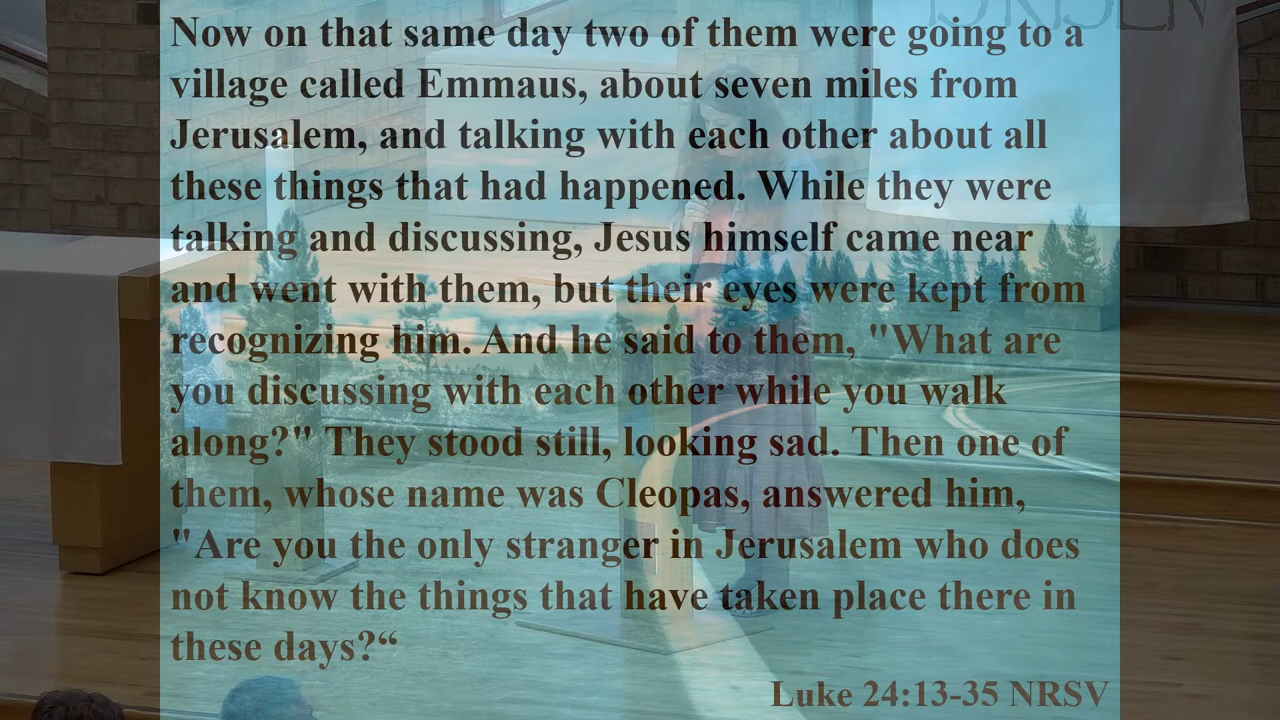 IS RISEN
Now on that same day two of them were going to a
village called Emmaus, about seven miles from
Jerusalem, and talking with each other about all
these things that had happened. While they were
talking and discussing, Jesus himself came near
and went with them, but their eyes were kept from
recognizing him. And he said to them, "What are
you discussing with each other while you walk
along?" They stood still, looking sad. Then one of
them, whose name was Cleopas, answered him,
"Are you the only stranger in Jerusalem who does
not know the things that have taken place there in
these days?“
Luke 24:13-35 NRSV